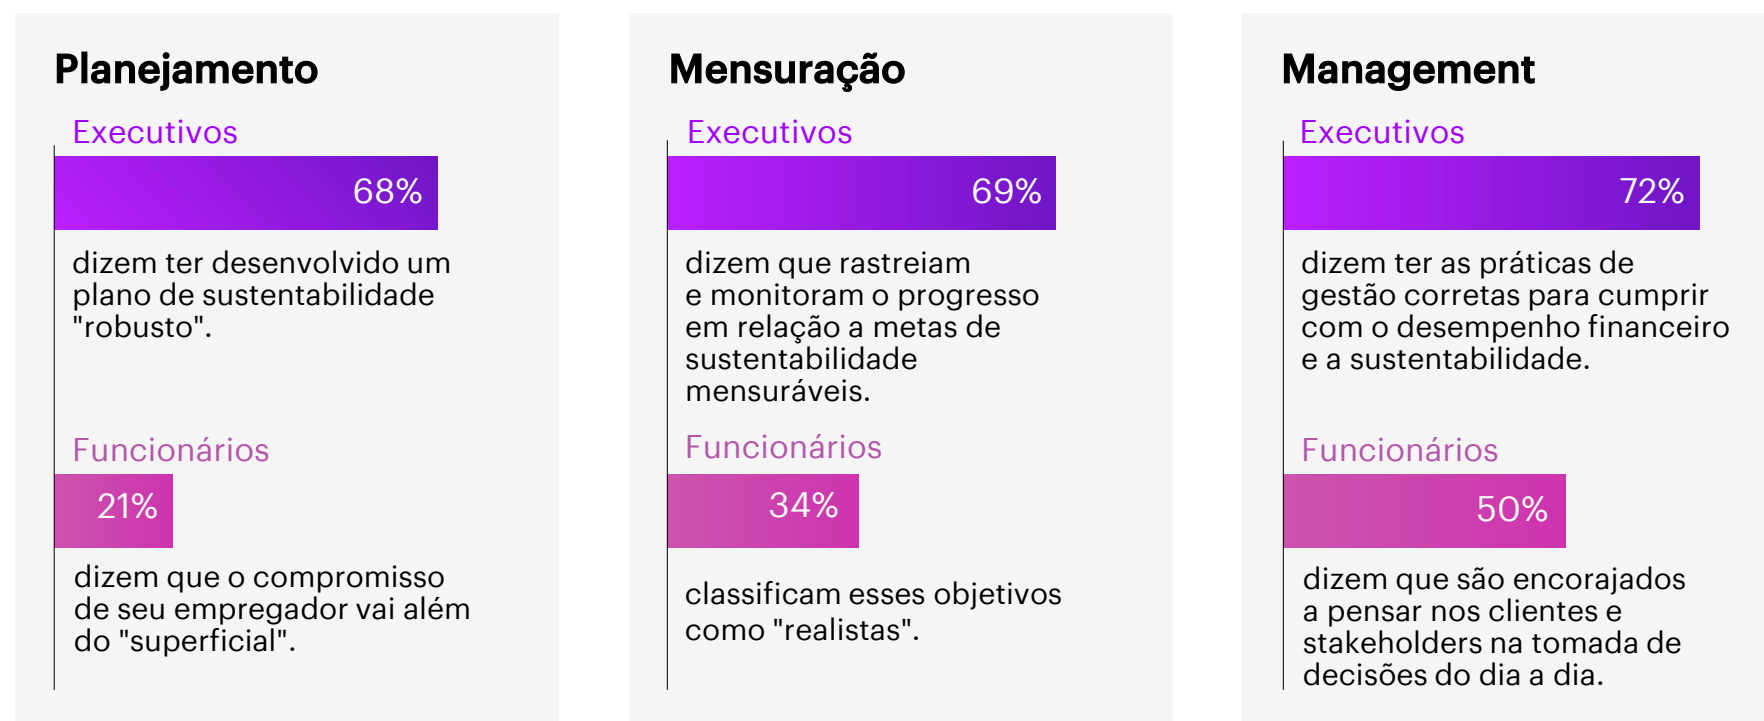 Planejamento
Executivos
68%
dizem ter desenvolvido um
plano de sustentabilidade
"robusto".
Funcionários
21%
dizem que o compromisso
de seu empregador vai além
do "superficial".
Mensuração
Executivos
69%
dizem que rastreiam
e monitoram o progresso
em relação a metas de
sustentabilidade
mensuráveis.
Funcionários
34%
classificam esses objetivos
como "realistas".
Management
Executivos
72%
dizem ter as práticas de
gestão corretas para cumprir
com o desempenho financeiro
e a sustentabilidade.
Funcionários
50%
dizem que são encorajados
a pensar nos clientes e
stakeholders na tomada de
decisões do dia a dia.